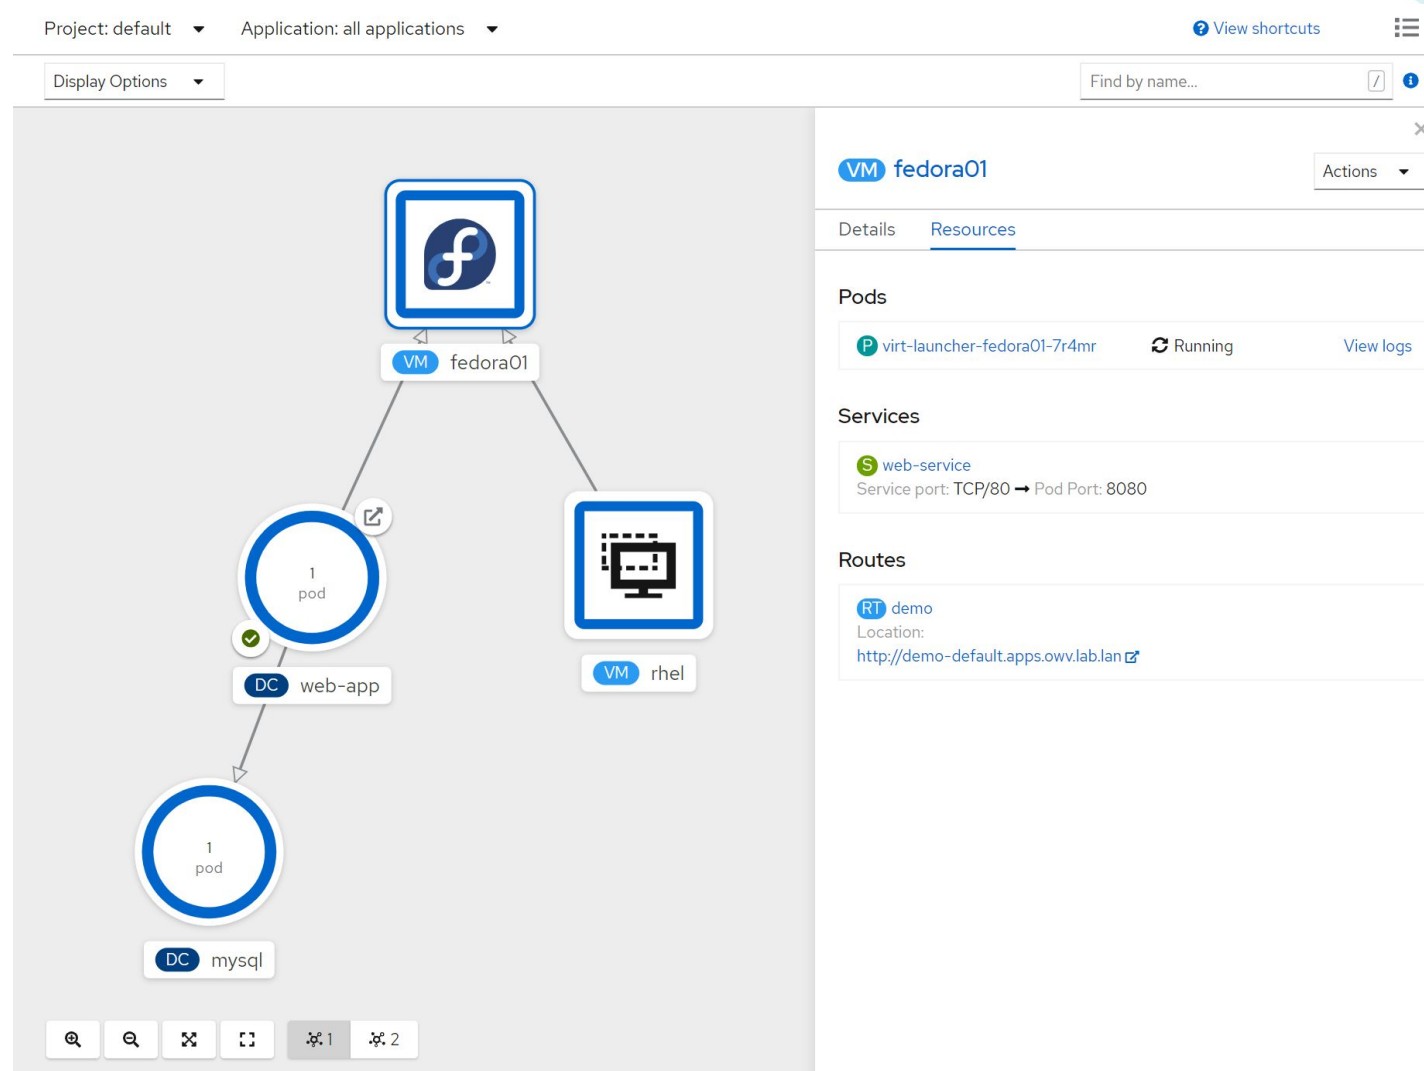 Project: default
Application: all applications
View shortcuts
Display Options
Find by name...
/
VM fedora01
Actions
Details
Resources
Pods
P virt-launcher-fedora01-7r4mr
Running
View logs
Services
S web-service
Service port: TCP/80 → Pod Port: 8080
Routes
RT demo
Location:
http://demo-default.apps.owv.lab.lan
VM fedora01
1
pod
DC web-app
VM rhel
1
pod
DC mysql
1
2